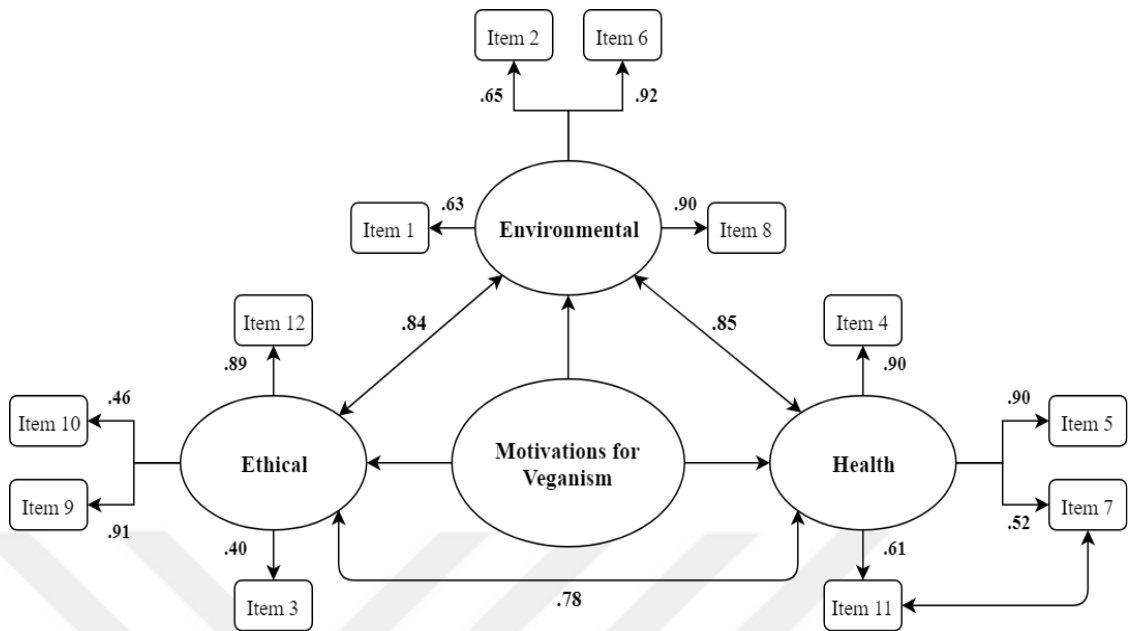 Item 2
Item 6
.65
.92
.63
.90
Item 1
Environmental
Item 8
Item 12
.84
.85
Item 4
.89
.90
.46
.90
Item 10
Item 5
Ethical
Motivations for
Veganism
Health
Item 9
Item 7
.91
.40
.61
.52
Item 3
.78
Item 11